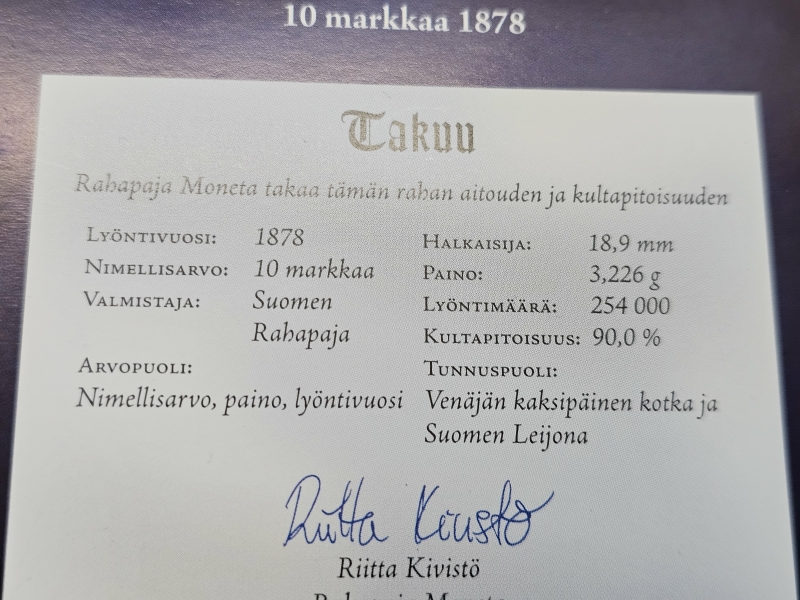 10 markkaa 1878
Takuu
Rahapaja Moneta takaa tämän rahan aitouden ja kultapitoisuuden
Lyöntivuosi: 1878
Nimellisarvo: 10 markkaa
Valmistaja: Suomen
Rahapaja
Arvopuoli:
Nimellisarvo, paino, lyöntivuosi
Halkaisija: 18,9 mm
Paino: 3,226 g
Lyöntimäärä: 254 000
Kultapitoisuus: 90,0 %
Tunnuspuoli:
Venäjän kaksipäinen kotka ja
Suomen Leijona
Riitta Kivistö
Riitta Kivistö